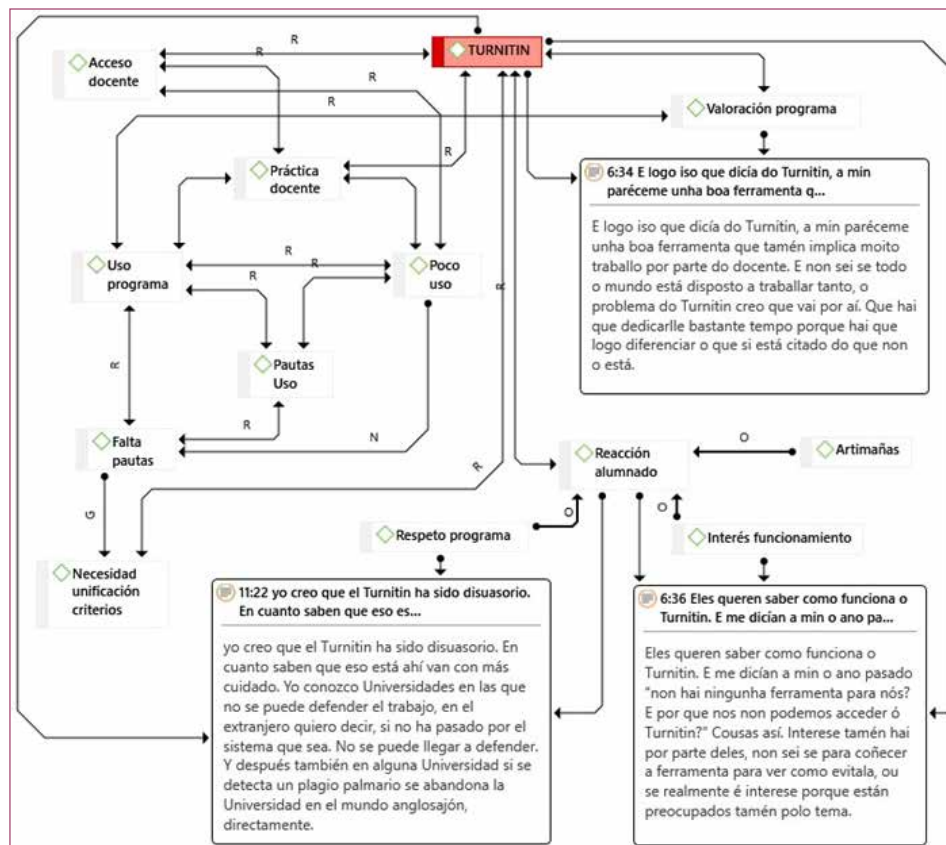 TURNITIN
Acceso
docente
R
R
R
R
Valoración programa
Práctica
docente
6:34 E logo iso que dicía do Turnitin, a min
paréceme unha boa ferramenta q...
E logo iso que dicía do Turnitin, a min paréceme
unha boa ferramenta que tamén implica moito
traballo por parte do docente. E non sei se todo
o mundo está disposto a traballar tanto, o
problema do Turnitin creo que vai por aí. Que hai
que dedicarlle bastante tempo porque hai que
logo diferenciar o que si está citado do que non
o está.
Uso
programa
R
R
R
R
Poco
uso
R
Pautas
Uso
R
Falta
pautas
R
N
G
R
Reacción
alumnado
O
Artimañas
Respeto programa
O
O
Interés funcionamiento
Necesidad
unificación
criterios
11:22 yo creo que el Turnitin ha sido disuasorio.
En cuanto saben que eso es...
yo creo que el Turnitin ha sido disuasorio. En
cuanto saben que eso está ahí van con más
cuidado. Yo conozco Universidades en las que
no se puede defender el trabajo, en el
extranjero quiero decir, si no ha pasado por el
sistema que sea. No se puede llegar a defender.
Y después también en alguna Universidad si se
detecta un plagio palmario se abandona la
Universidad en el mundo anglosajón,
directamente.
6:36 Eles queren saber como funciona o
Turnitin. E me dicían a min o ano pa...
Eles queren saber como funciona o
Turnitin. E me dicían a min o ano pasado
"non hai ningunha ferramenta para nós?
E por que nos non podemos acceder ó
Turnitin?" Cousas así. Interese tamén hai
por parte deles, non sei se para coñecer
a ferramenta para ver como evitala, ou
se realmente é interese porque están
preocupados tamén polo tema.